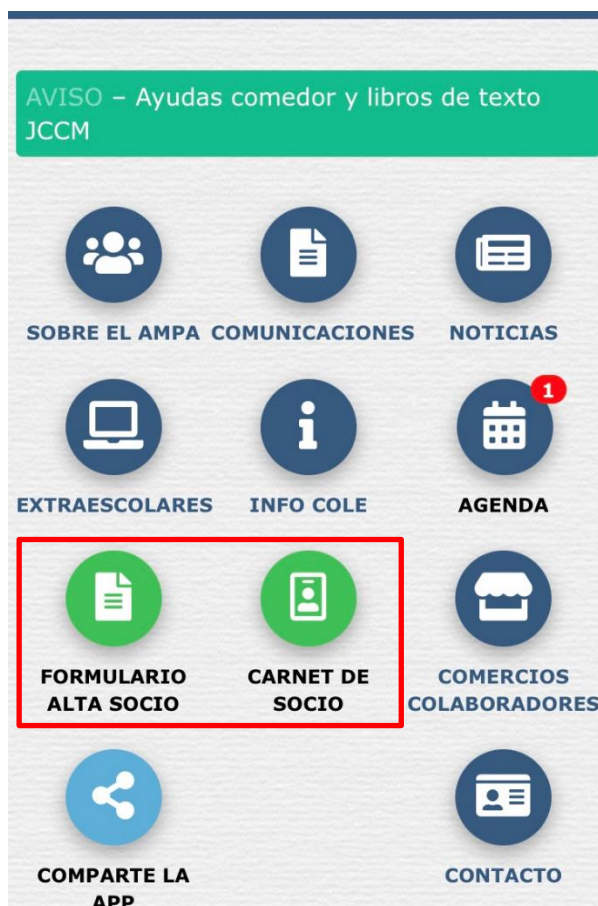 AVISO – Ayudas comedor y libros de texto
JCCM
SOBRE EL AMPA
COMUNICACIONES
NOTICIAS
1
EXTRAESCOLARES
INFO COLE
AGENDA
FORMULARIO
ALTA SOCIO
CARNET DE
SOCIO
COMERCIOS
COLABORADORES
COMPARTE LA
APP
CONTACTO